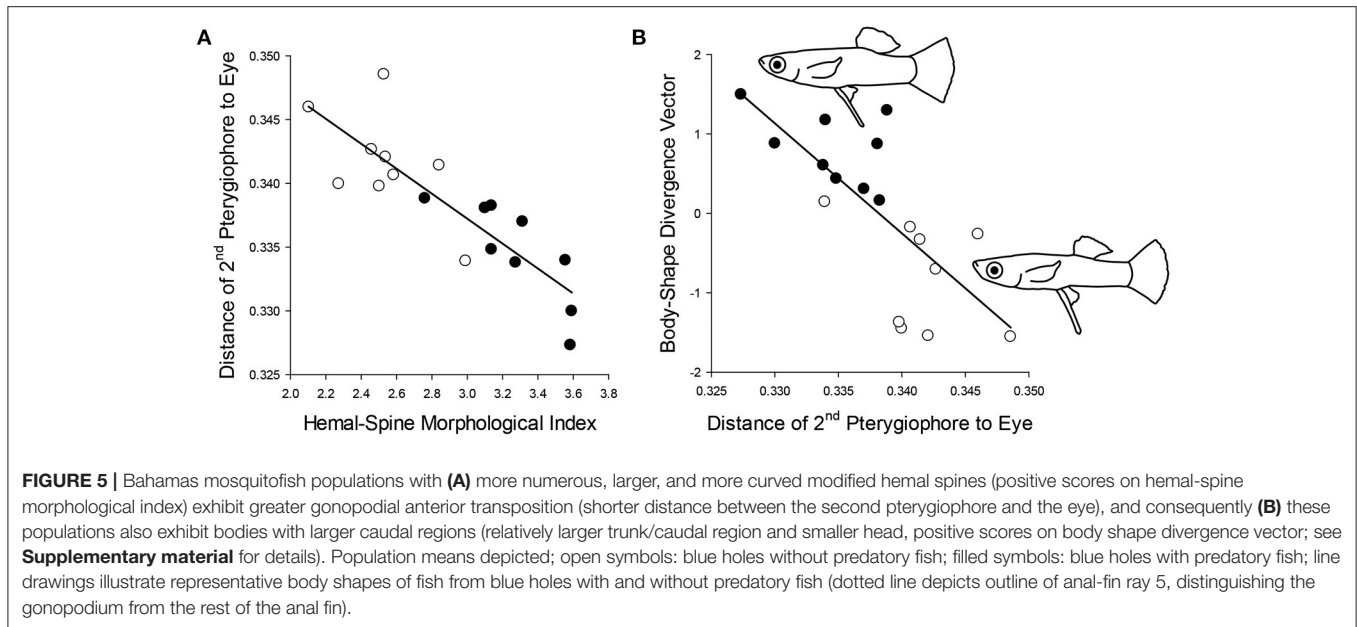 A
0.350
0.345
0.340
0.335
0.330
0.325
Distance of 2nd Pterygiophore to Eye
2.0 2.2 2.4 2.6 2.8 3.0 3.2 3.4 3.6 3.8
Hemal-Spine Morphological Index
B
2
1
0
-1
-2
Body-Shape Divergence Vector
0.325 0.330 0.335 0.340 0.345 0.350
Distance of 2nd Pterygiophore to Eye
FIGURE 5 | Bahamas mosquitofish populations with (A) more numerous, larger, and more curved modified hemal spines (positive scores on hemal-spine
morphological index) exhibit greater gonopodial anterior transposition (shorter distance between the second pterygiophore and the eye), and consequently (B) these
populations also exhibit bodies with larger caudal regions (relatively larger trunk/caudal region and smaller head, positive scores on body shape divergence vector; see
Supplementary material for details). Population means depicted; open symbols: blue holes without predatory fish; filled symbols: blue holes with predatory fish; line
drawings illustrate representative body shapes of fish from blue holes with and without predatory fish (dotted line depicts outline of anal-fin ray 5, distinguishing the
gonopodium from the rest of the anal fin).